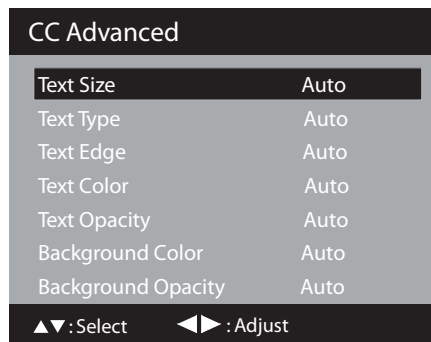 CC Advanced
Text Size Auto
Text Type Auto
Text Edge Auto
Text Color Auto
Text Opacity Auto
Background Color Auto
Background Opacity Auto
▲▼: Select ◀▶: Adjust